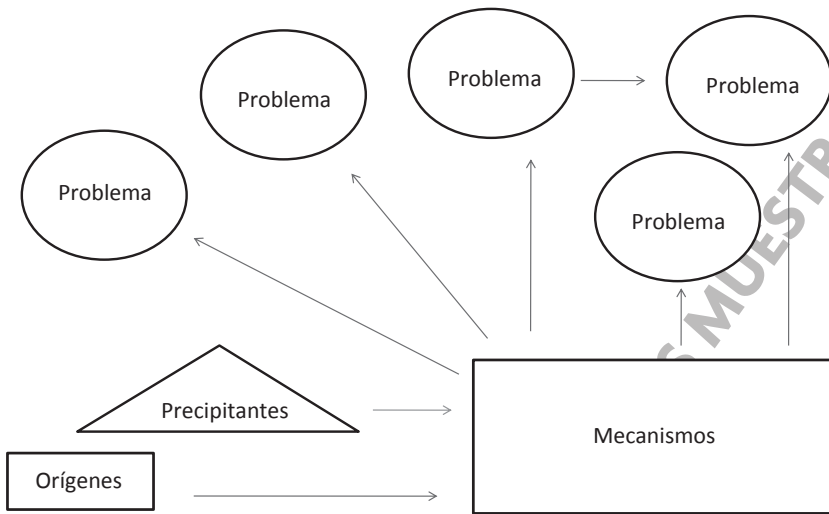 Problema
Problema
Problema
Problema
Problema
Precipitantes
Mecanismos
Orígenes